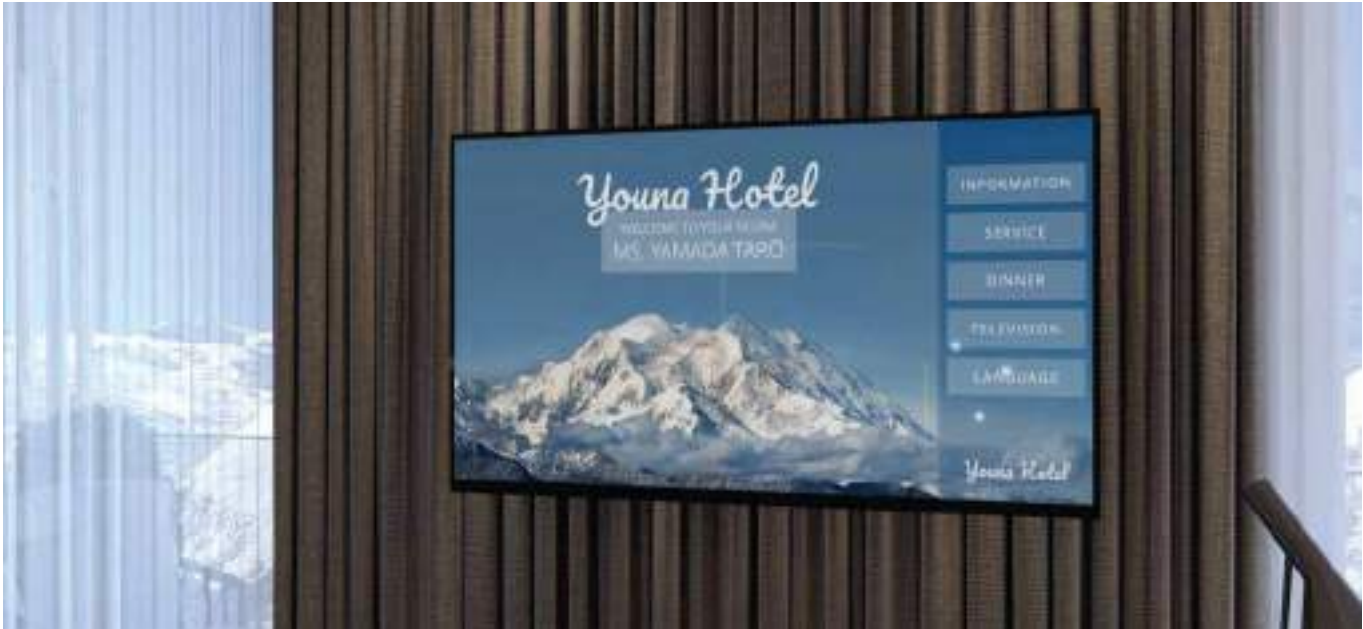 Youna Hotel
WELCOME TO YOUR ROOM
MS. YAMADA TARO
INFORMATION
SERVICE
DINNER
TELEVISION
LANGUAGE
Youna Hotel